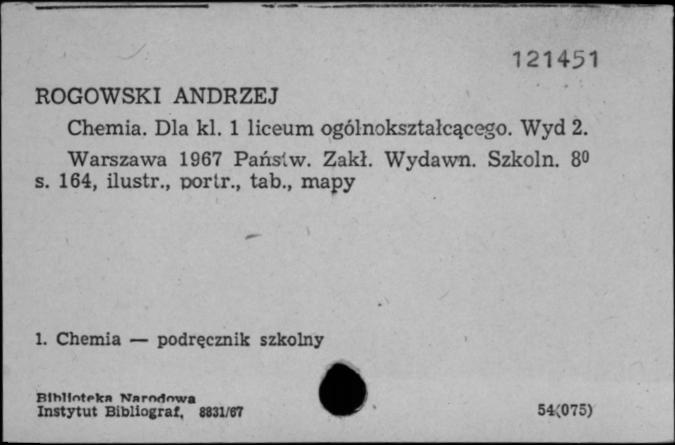 121451
ROGOWSKI ANDRZEJ
Chemia. Dla kl. 1 liceum ogólnokształcącego. Wyd 2.
Warszawa 1967 Państw. Zakł. Wydawn. Szkoln. 8⁰
s. 164, ilustr., portr., tab., mapy
1. Chemia — podręcznik szkolny
Biblioteka Narodowa
Instytut Bibliograf, 8831/67
54(075)